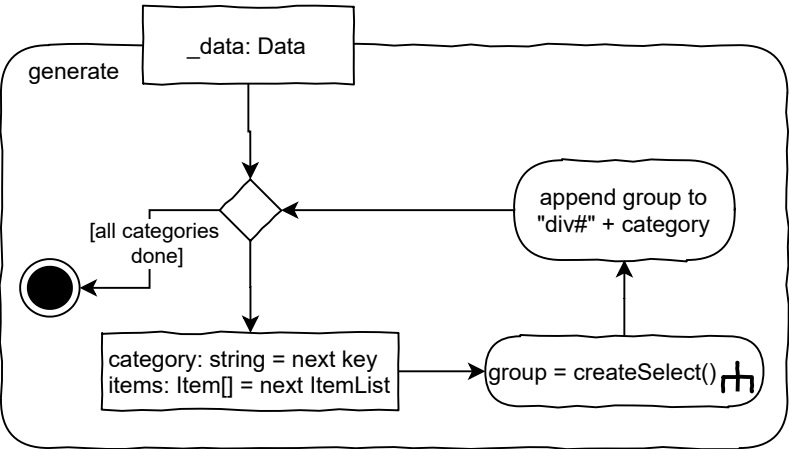 _data: Data
generate
[all categories
done]
append group to
"div#" + category
category: string = next key
items: Item[] = next ItemList
group = createSelect()